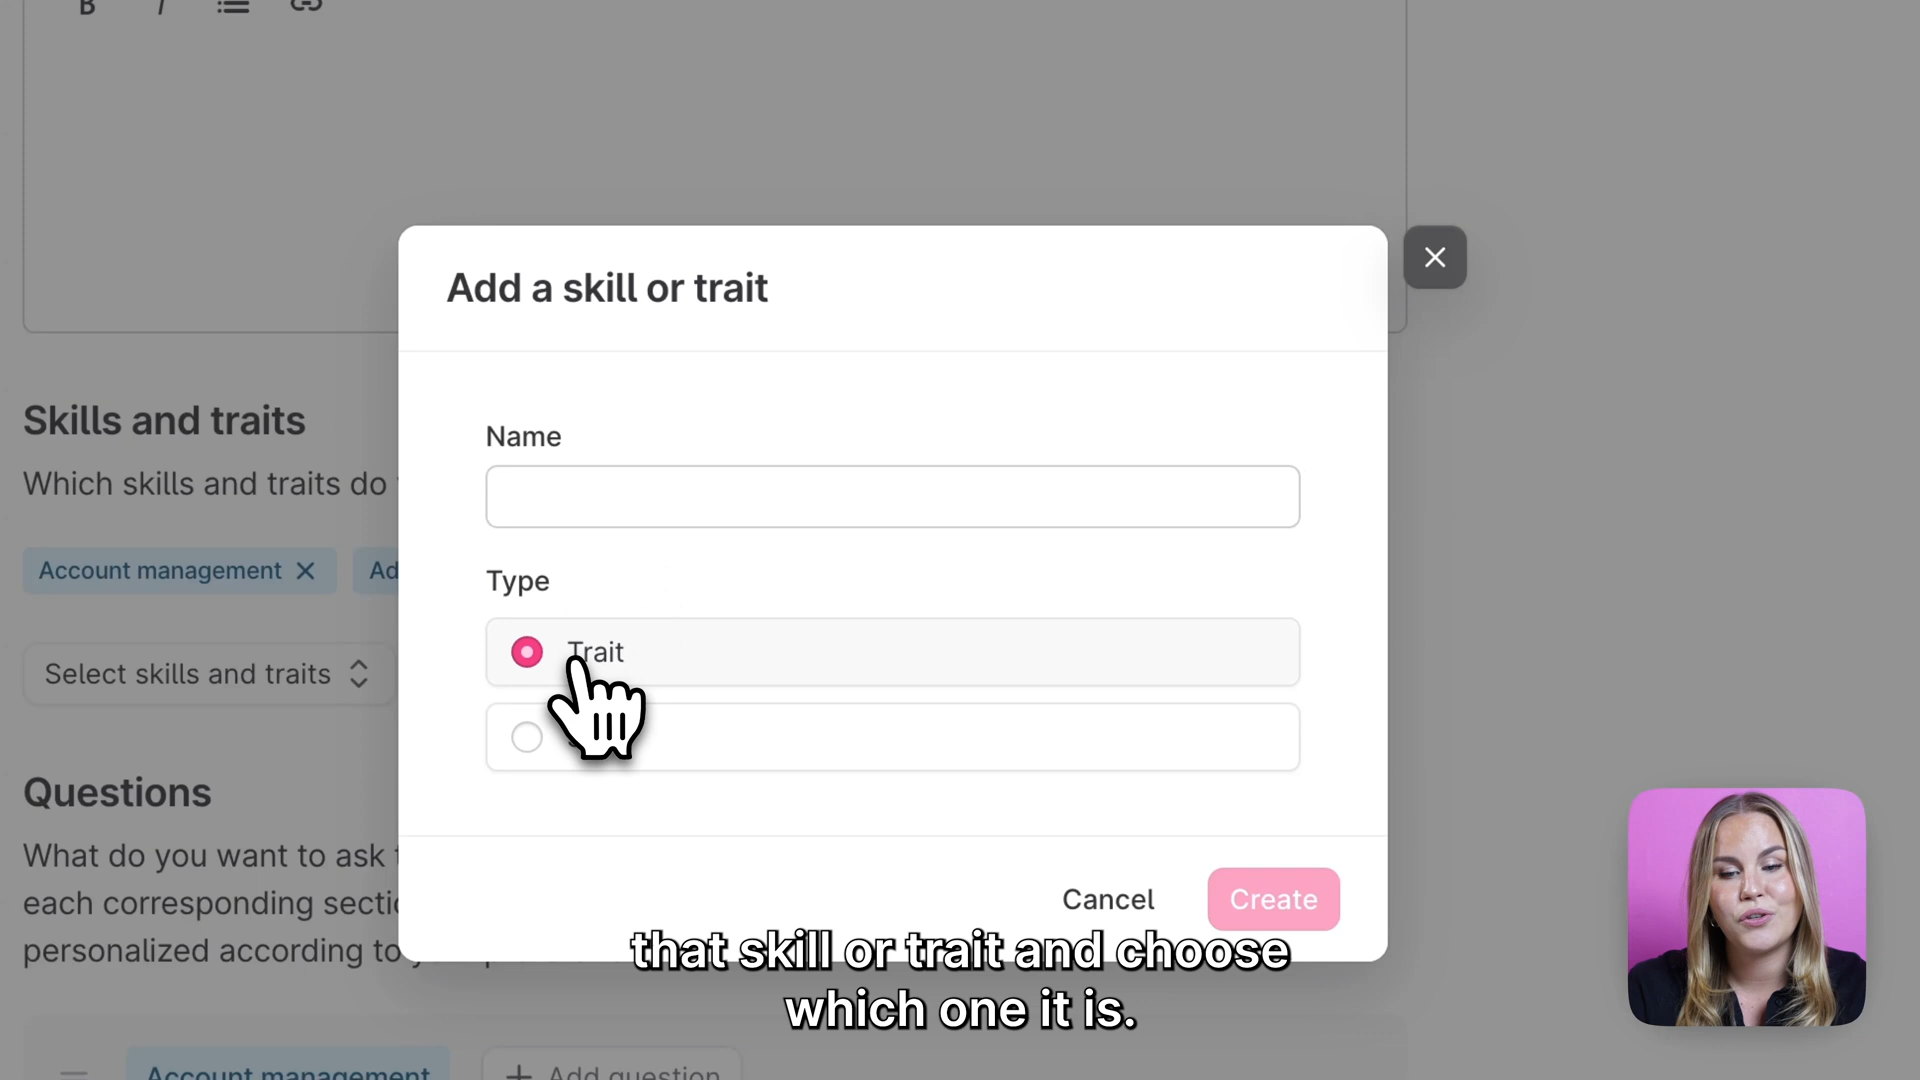 B I
Add a skill or trait
Name
Type
Trait
Cancel
Create
Skills and traits
Which skills and traits do
Account management
Ad
Select skills and traits
Questions
What do you want to ask
each corresponding secti
personalized according to
Account management
Add question
that skill or trait and choose
which one it is.